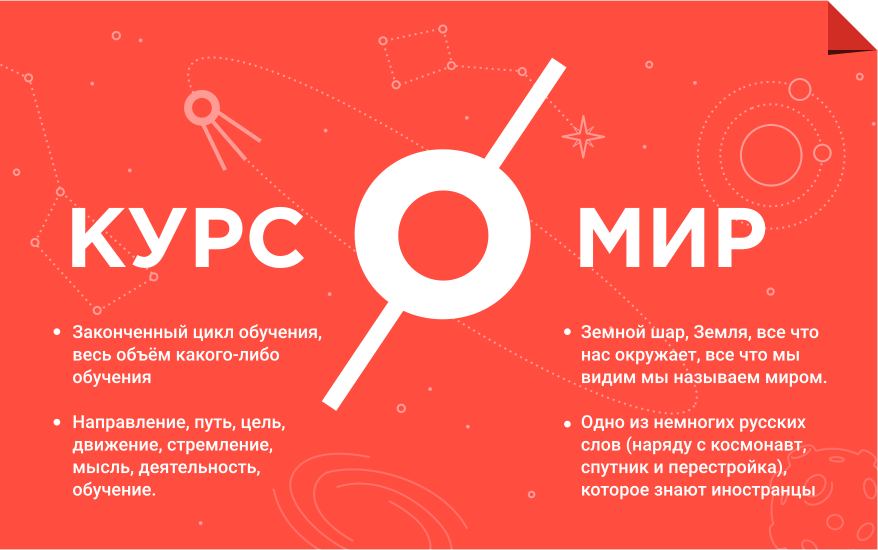 КУРС
Законченный цикл обучения,
весь объём какого-либо
обучения
Направление, путь, цель,
движение, стремление,
мысль, деятельность,
обучение.
МИР
Земной шар, Земля, все что
нас окружает, все что мы
видим мы называем миром.
Одно из немногих русских
слов (наряду с космонавт,
спутник и перестройка),
которое знают иностранцы